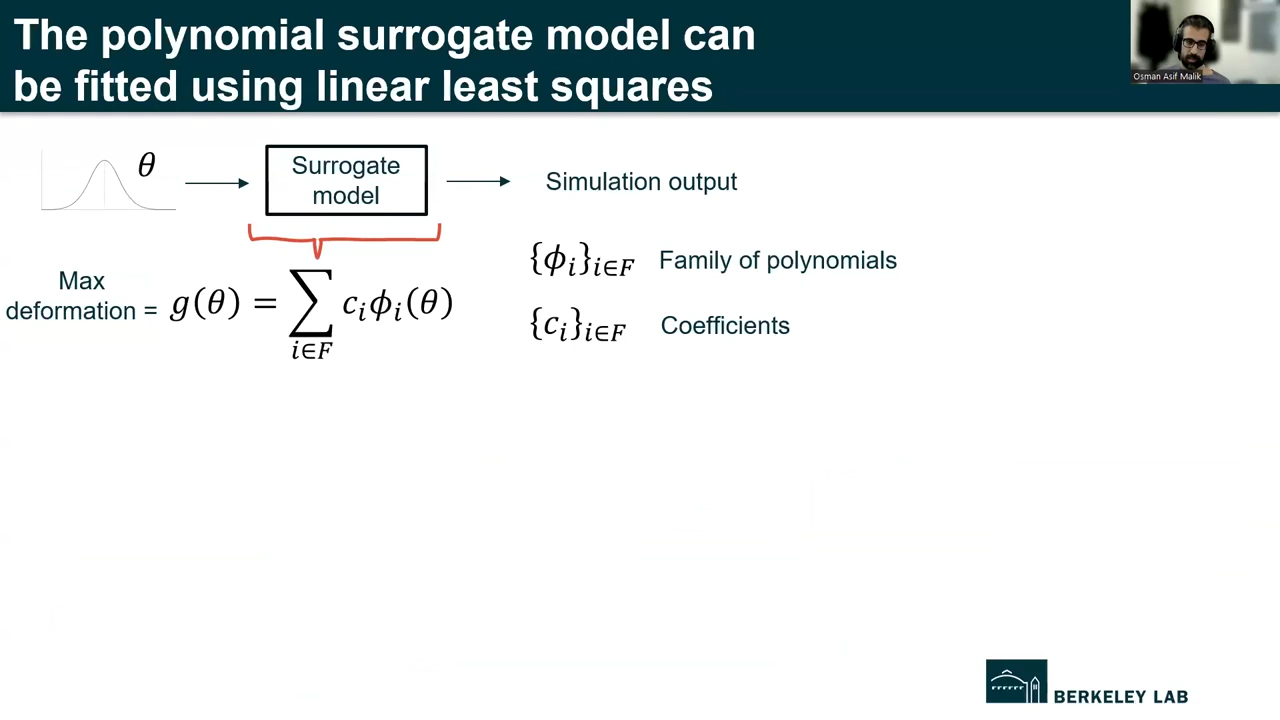 The polynomial surrogate model can
be fitted using linear least squares
Osman Asif Malik
θ
Surrogate
model
Simulation output
Max
deformation =
g(θ) = ∑ c_i ϕ_i(θ)
i∈F
{ϕ_i}_{i∈F} Family of polynomials
{c_i}_{i∈F} Coefficients
BERKELEY LAB